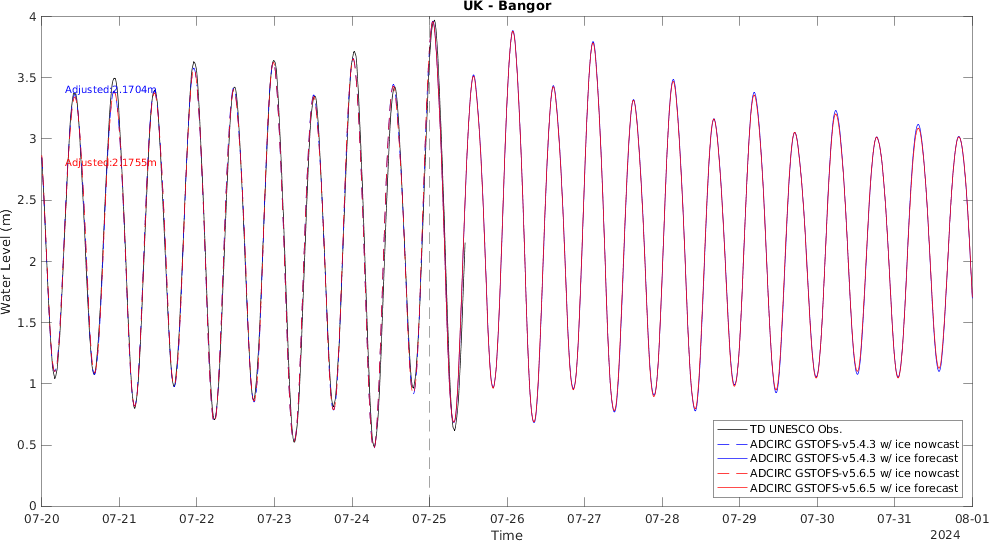 UK - Bangor
4
3.5
3
2.5
2
1.5
1
0.5
0
Water Level (m)
Adjusted:2.1704m
Adjusted:2.1755m
TD UNESCO Obs.
ADCIRC GSTOFS-v5.4.3 w/ ice nowcast
ADCIRC GSTOFS-v5.4.3 w/ ice forecast
ADCIRC GSTOFS-v5.6.5 w/ ice nowcast
ADCIRC GSTOFS-v5.6.5 w/ ice forecast
07-20 07-21 07-22 07-23 07-24 07-25 07-26 07-27 07-28 07-29 07-30 07-31 08-01
Time
2024